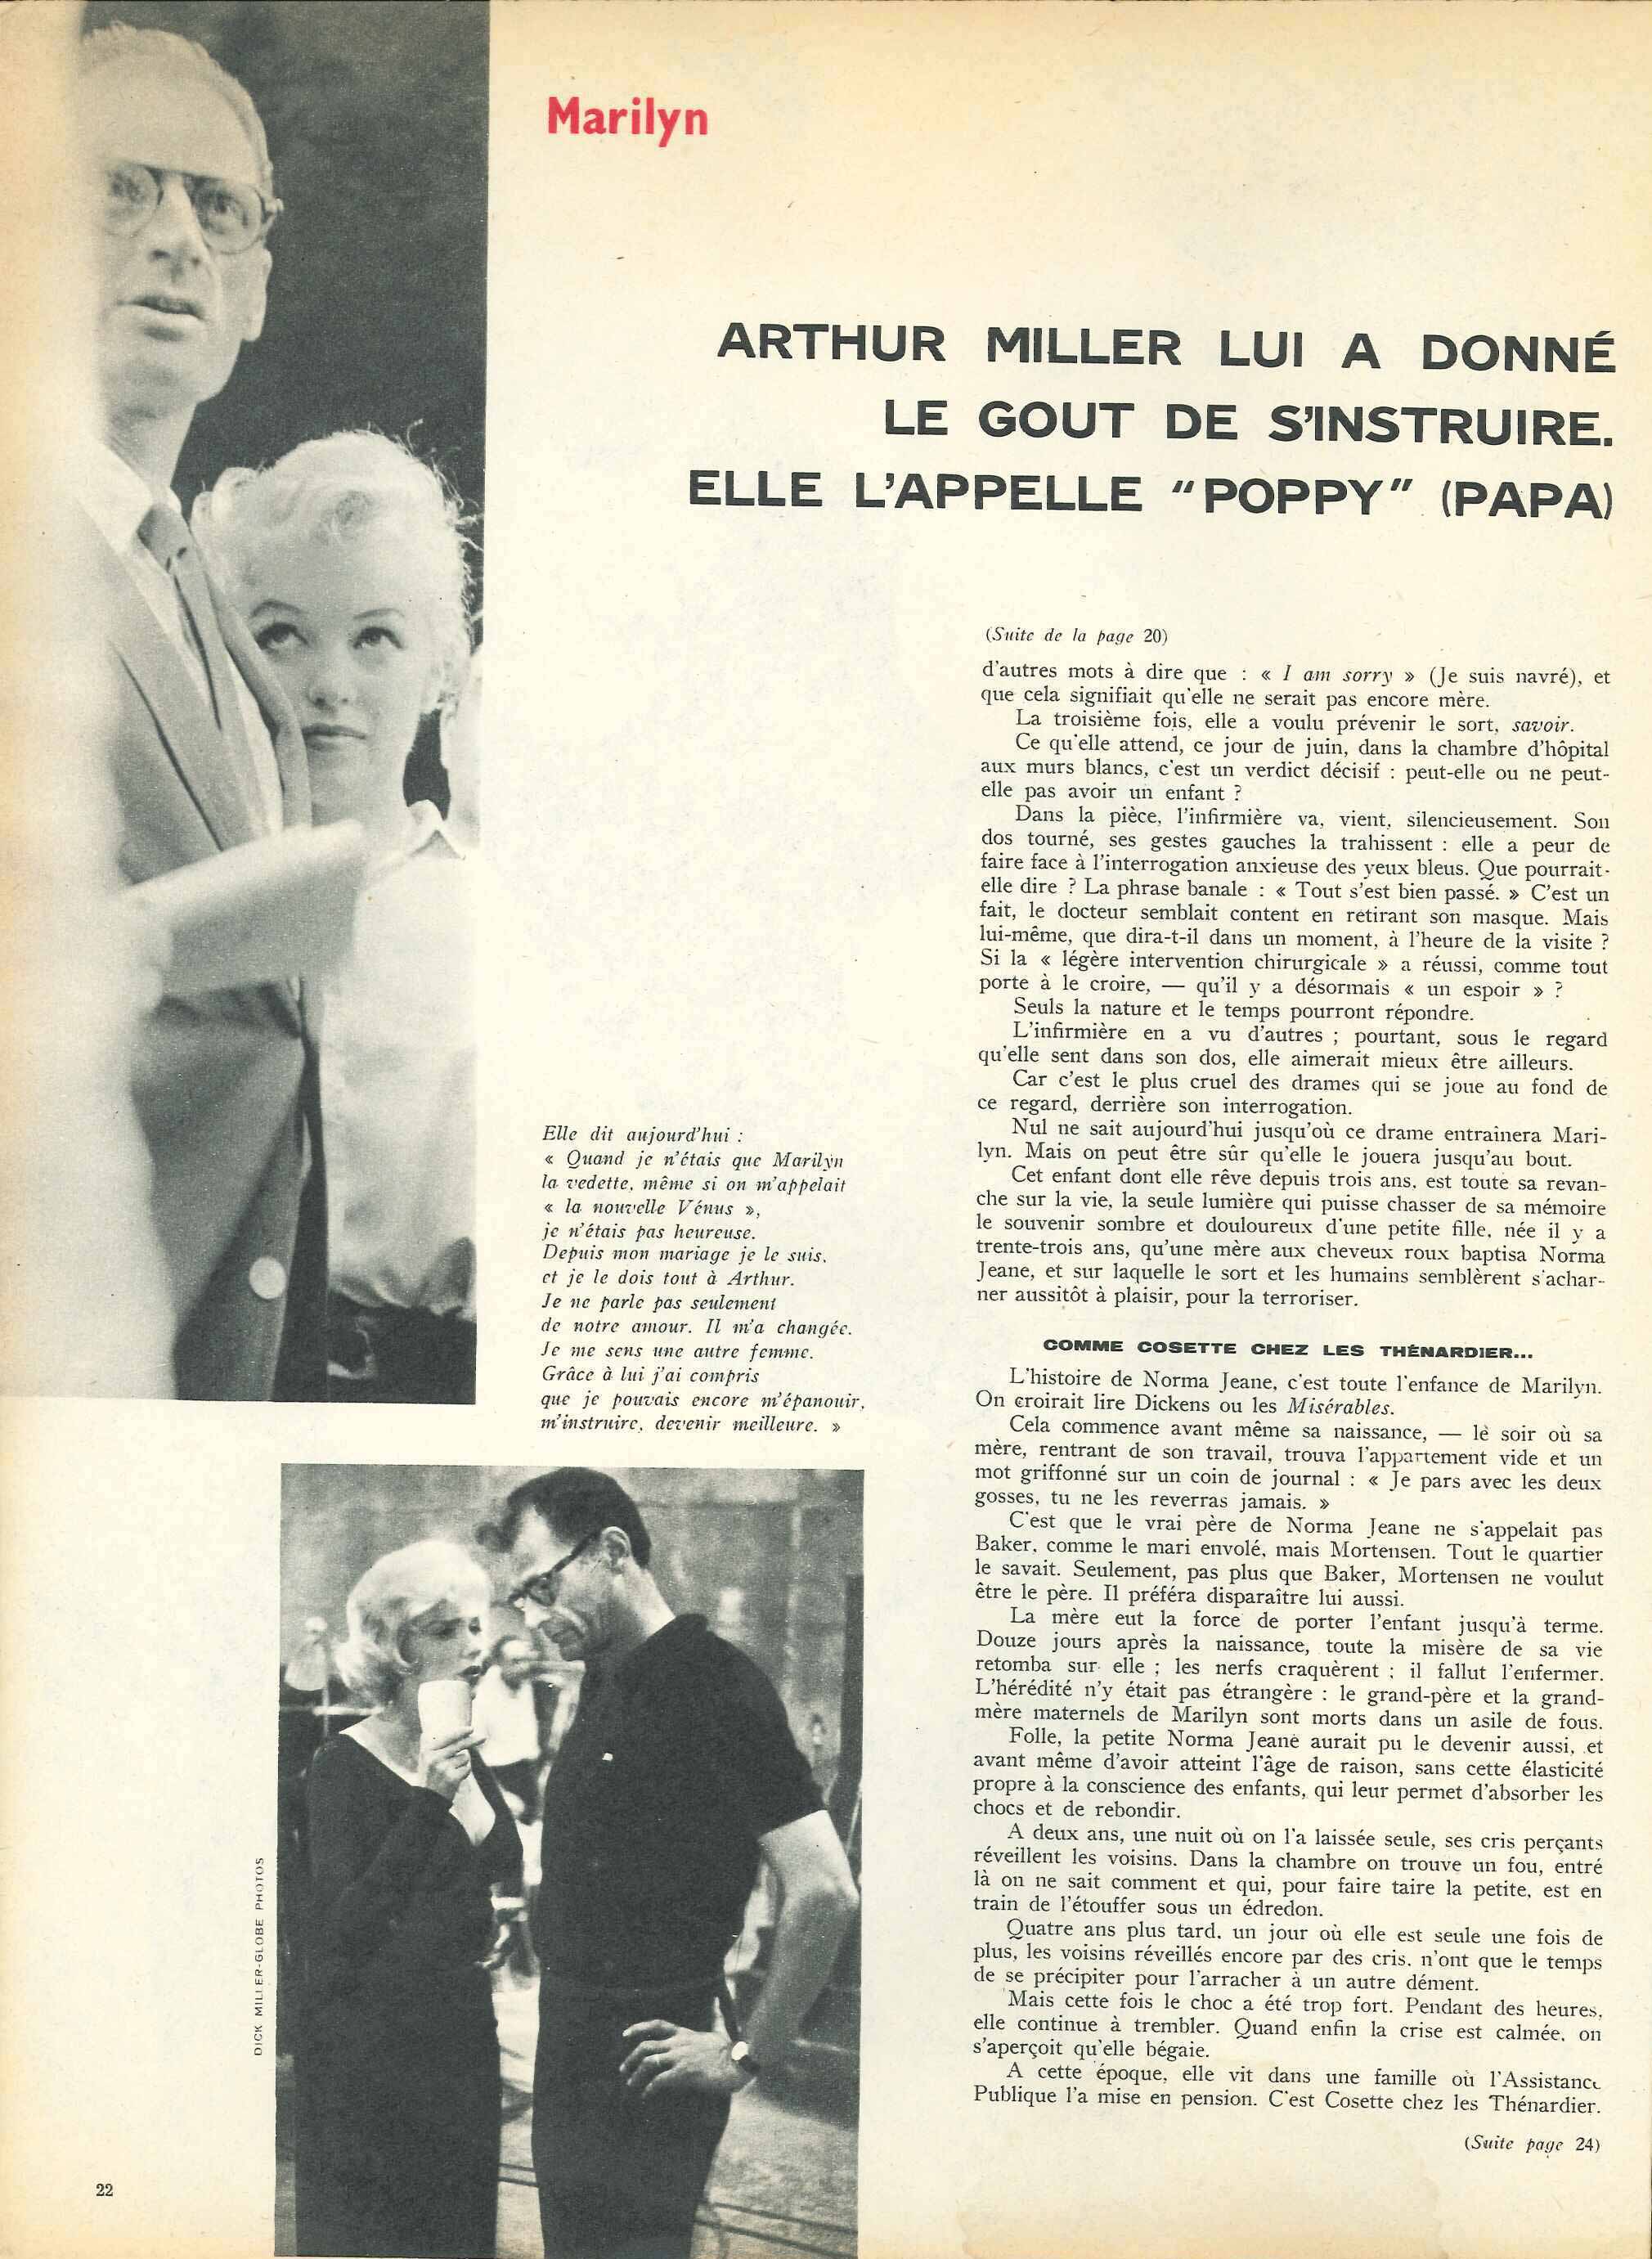 Marilyn
ARTHUR MILLER LUI A DONNÉ
LE GOUT DE S'INSTRUIRE.
ELLE L'APPELLE "POPPY" (PAPA)
Elle dit aujourd'hui :
« Quand je n'étais que Marilyn
la vedette, même si on m'appelait
« la nouvelle Vénus »,
je n'étais pas heureuse.
Depuis mon mariage je le suis,
et je le dois tout à Arthur.
Je ne parle pas seulement
de notre amour. Il m'a changée.
Je me sens une autre femme.
Grâce à lui j'ai compris
que je pouvais encore m'épanouir,
m'instruire, devenir meilleure. »
(Suite de la page 20)
d'autres mots à dire que : « I am sorry » (Je suis navré), et
que cela signifiait qu'elle ne serait pas encore mère.
La troisième fois, elle a voulu prévenir le sort, savoir.
Ce qu'elle attend, ce jour de juin, dans la chambre d'hôpital
aux murs blancs, c'est un verdict décisif : peut-elle ou ne peut-
elle pas avoir un enfant ?
Dans la pièce, l'infirmière va, vient, silencieusement. Son
dos tourné, ses gestes gauches la trahissent : elle a peur de
faire face à l'interrogation anxieuse des yeux bleus. Que pourrait-
elle dire ? La phrase banale : « Tout s'est bien passé. » C'est un
fait, le docteur semblait content en retirant son masque. Mais
lui-même, que dira-t-il dans un moment, à l'heure de la visite ?
Si la « légère intervention chirurgicale » a réussi, comme tout
porte à le croire, — qu'il y a désormais « un espoir » ?
Seuls la nature et le temps pourront répondre.
L'infirmière en a vu d'autres ; pourtant, sous le regard
qu'elle sent dans son dos, elle aimerait mieux être ailleurs.
Car c'est le plus cruel des drames qui se joue au fond de
ce regard, derrière son interrogation.
Nul ne sait aujourd'hui jusqu'où ce drame entraînera Mari-
lyn. Mais on peut être sûr qu'elle le jouera jusqu'au bout.
Cet enfant dont elle rêve depuis trois ans, est toute sa revan-
che sur la vie, la seule lumière qui puisse chasser de sa mémoire
le souvenir sombre et douloureux d'une petite fille, née il y a
trente-trois ans, qu'une mère aux cheveux roux baptisa Norma
Jeane, et sur laquelle le sort et les humains semblèrent s'achar-
ner aussitôt à plaisir, pour la terroriser.
COMME COSETTE CHEZ LES THÉNARDIER...
L'histoire de Norma Jeane, c'est toute l'enfance de Marilyn.
On croirait lire Dickens ou les Misérables.
Cela commence avant même sa naissance, — le soir où sa
mère, rentrant de son travail, trouva l'appartement vide et un
mot griffonné sur un coin de journal : « Je pars avec les deux
gosses, tu ne les reverras jamais. »
C'est que le vrai père de Norma Jeane ne s'appelait pas
Baker, comme le mari envolé, mais Mortensen. Tout le quartier
le savait. Seulement, pas plus que Baker, Mortensen ne voulut
être le père. Il préféra disparaître lui aussi.
La mère eut la force de porter l'enfant jusqu'à terme.
Douze jours après la naissance, toute la misère de sa vie
retomba sur elle ; les nerfs craquèrent ; il fallut l'enfermer.
L'hérédité n'y était pas étrangère : le grand-père et la grand-
mère maternels de Marilyn sont morts dans un asile de fous.
Folle, la petite Norma Jeane aurait pu le devenir aussi, et
avant même d'avoir atteint l'âge de raison, sans cette élasticité
propre à la conscience des enfants, qui leur permet d'absorber les
chocs et de rebondir.
A deux ans, une nuit où on l'a laissée seule, ses cris perçants
réveillent les voisins. Dans la chambre on trouve un fou, entré
là on ne sait comment et qui, pour faire taire la petite, est en
train de l'étouffer sous un édredon.
Quatre ans plus tard, un jour où elle est seule une fois de
plus, les voisins réveillés encore par des cris, n'ont que le temps
de se précipiter pour l'arracher à un autre dément.
Mais cette fois le choc a été trop fort. Pendant des heures,
elle continue à trembler. Quand enfin la crise est calmée, on
s'aperçoit qu'elle bégaie.
A cette époque, elle vit dans une famille où l'Assistance
Publique l'a mise en pension. C'est Cosette chez les Thénardier.
(Suite page 24)
DICK MILLER-GLOBE PHOTOS
22